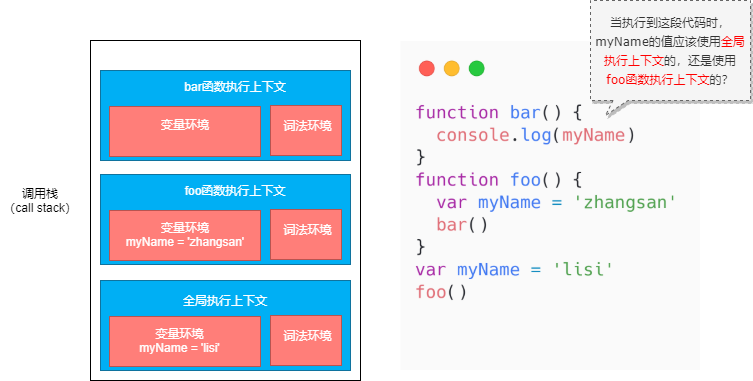 调用栈
（call stack）
bar函数执行上下文
变量环境
词法环境
foo函数执行上下文
变量环境
myName = 'zhangsan'
词法环境
全局执行上下文
变量环境
myName = 'lisi'
词法环境
当执行到这段代码时，
myName的值应该使用全局
执行上下文的，还是使用
foo函数执行上下文的？
function bar() {
  console.log(myName)
}
function foo() {
  var myName = 'zhangsan'
  bar()
}
var myName = 'lisi'
foo()